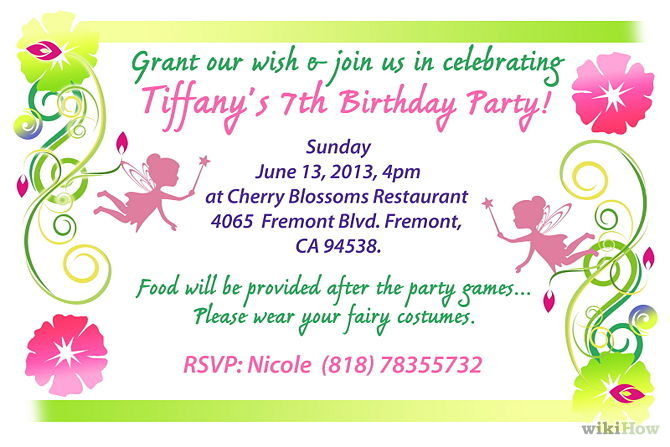 Grant our wish & join us in celebrating
Tiffany's 7th Birthday Party!
Sunday
June 13, 2013, 4pm
at Cherry Blossoms Restaurant
4065 Fremont Blvd. Fremont,
CA 94538.
Food will be provided after the party games...
Please wear your fairy costumes.
RSVP: Nicole (818) 78355732
wikiHow